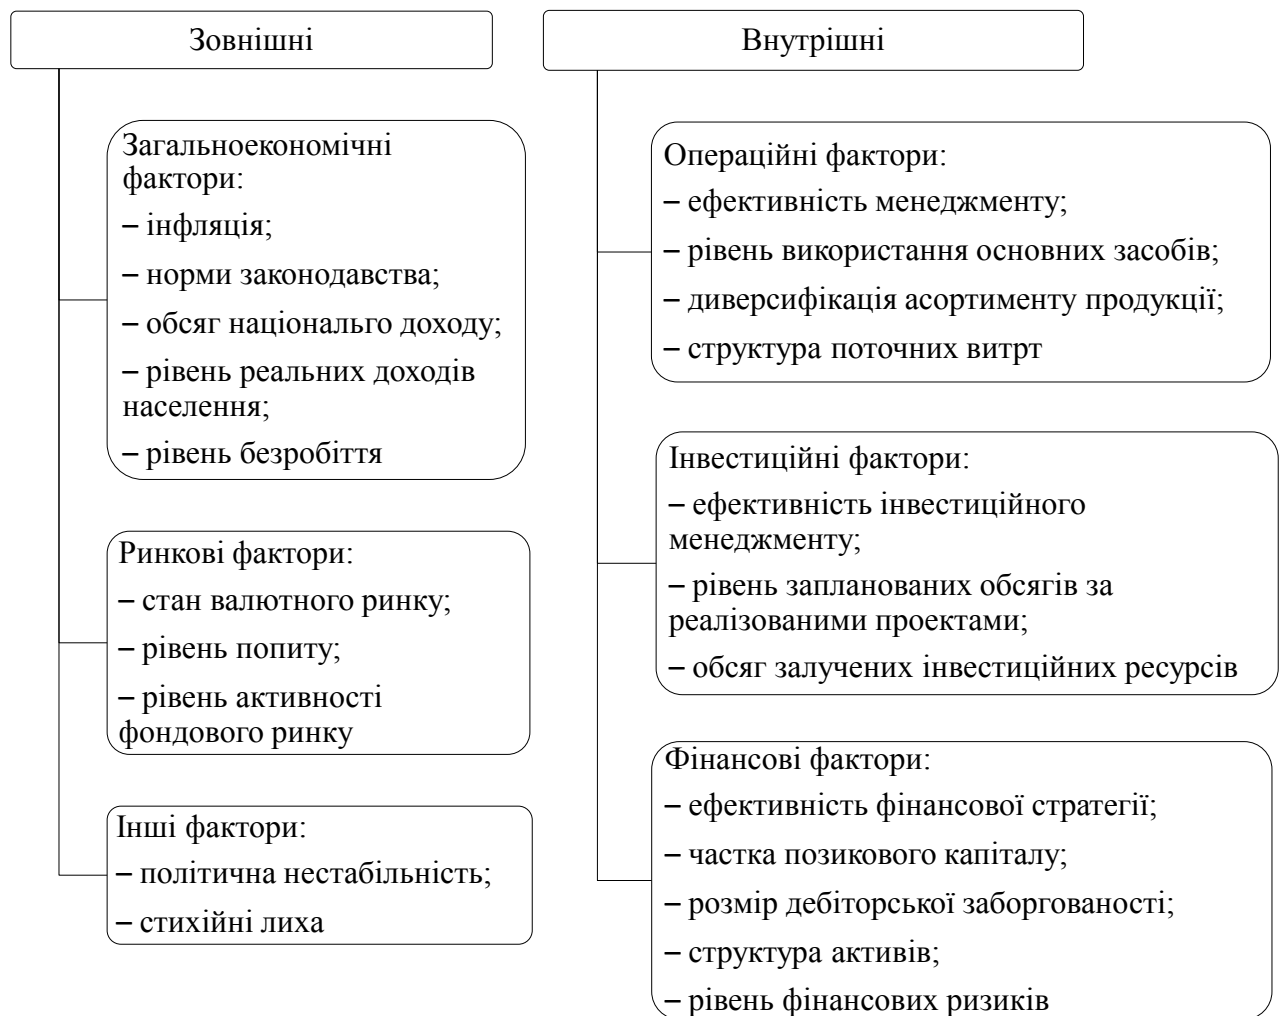 Зовнішні
Загальноекономічні
фактори:
– інфляція;
– норми законодавства;
– обсяг націонал​ьго доходу;
– рівень реальних доходів
населення;
– рівень безробіття
Ринкові фактори:
– стан валютного ринку;
– рівень попиту;
– рівень активності
фондового ринку
Інші фактори:
– політична нестабільність;
– стихійні лиха
Внутрішні
Операційні фактори:
– ефективність менеджменту;
– рівень використання основних засобів;
– диверсифікація асортименту продукції;
– структура поточних витрт
Інвестиційні фактори:
– ефективність інвестиційного
менеджменту;
– рівень запланованих обсягів за
реалізованими проектами;
– обсяг залучених інвестиційних ресурсів
Фінансові фактори:
– ефективність фінансової стратегії;
– частка позикового капіталу;
– розмір дебіторської заборгованості;
– структура активів;
– рівень фінансових ризиків